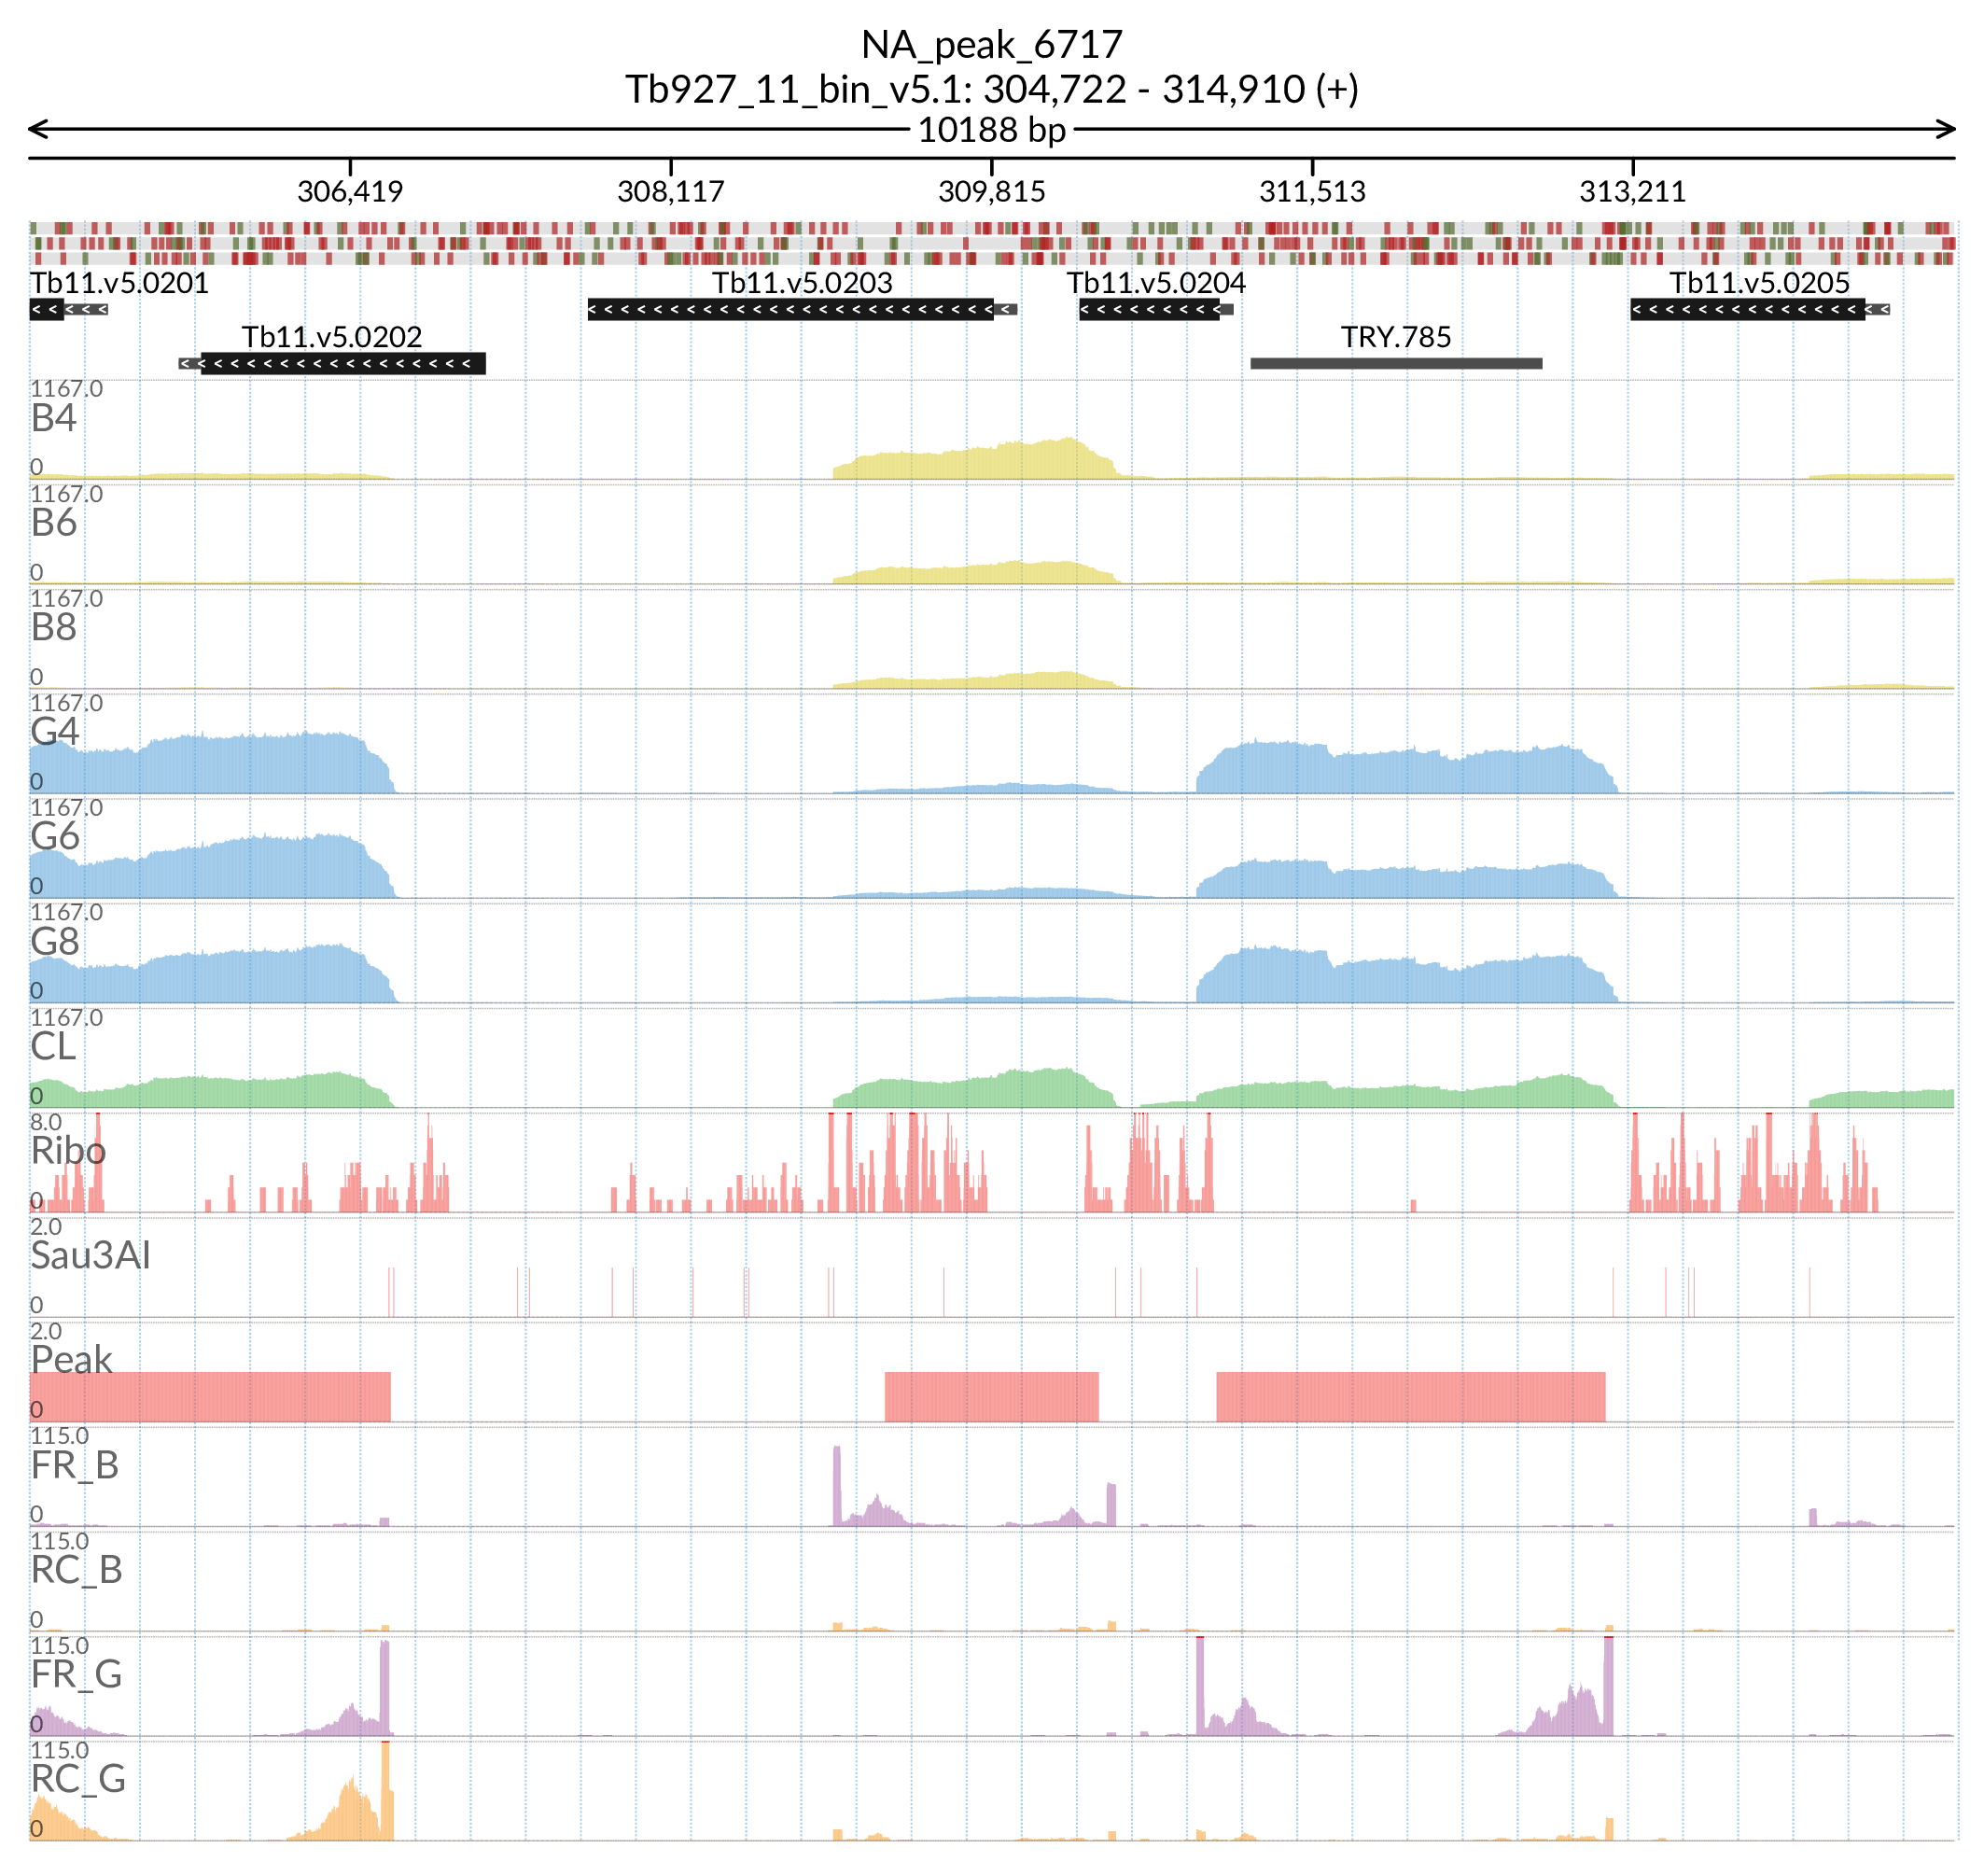 NA_peak_6717
Tb927_11_bin_v5.1: 304,722 - 314,910 (+)
10188 bp
306,419 308,117 309,815 311,513 313,211
Tb11.v5.0201 Tb11.v5.0203 Tb11.v5.0204 Tb11.v5.0205
Tb11.v5.0202 TRY.785
1167.0
B4
0
1167.0
B6
0
1167.0
B8
0
1167.0
G4
0
1167.0
G6
0
1167.0
G8
0
1167.0
CL
0
8.0
Ribo
0
2.0
Sau3AI
0
2.0
Peak
0
115.0
FR_B
0
115.0
RC_B
0
115.0
FR_G
0
115.0
RC_G
0